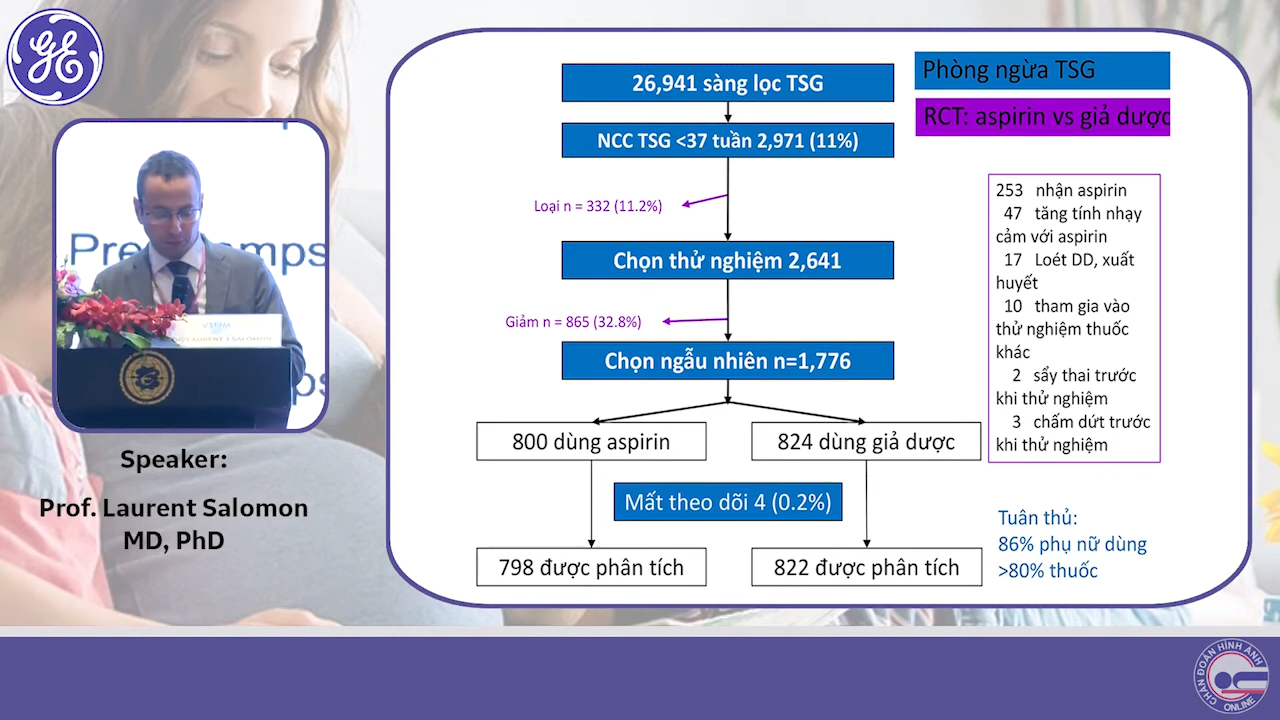 GE
Speaker:
Prof. Laurent Salomon
MD, PhD
26,941 sàng lọc TSG
NCC TSG <37 tuần 2,971 (11%)
Loại n = 332 (11.2%)
Chọn thử nghiệm 2,641
Giảm n = 865 (32.8%)
Chọn ngẫu nhiên n=1,776
800 dùng aspirin
824 dùng giả dược
Mất theo dõi 4 (0.2%)
798 được phân tích
822 được phân tích
Phòng ngừa TSG
RCT: aspirin vs giả dược
253 nhận aspirin
47 tăng tính nhạy
cảm với aspirin
17 Loét DD, xuất
huyết
10 tham gia vào
thử nghiệm thuốc
khác
2 sẩy thai trước
khi thử nghiệm
3 chấm dứt trước
khi thử nghiệm
Tuân thủ:
86% phụ nữ dùng
>80% thuốc
CHẨN ĐOÁN HÌNH ẢNH
ONLINE